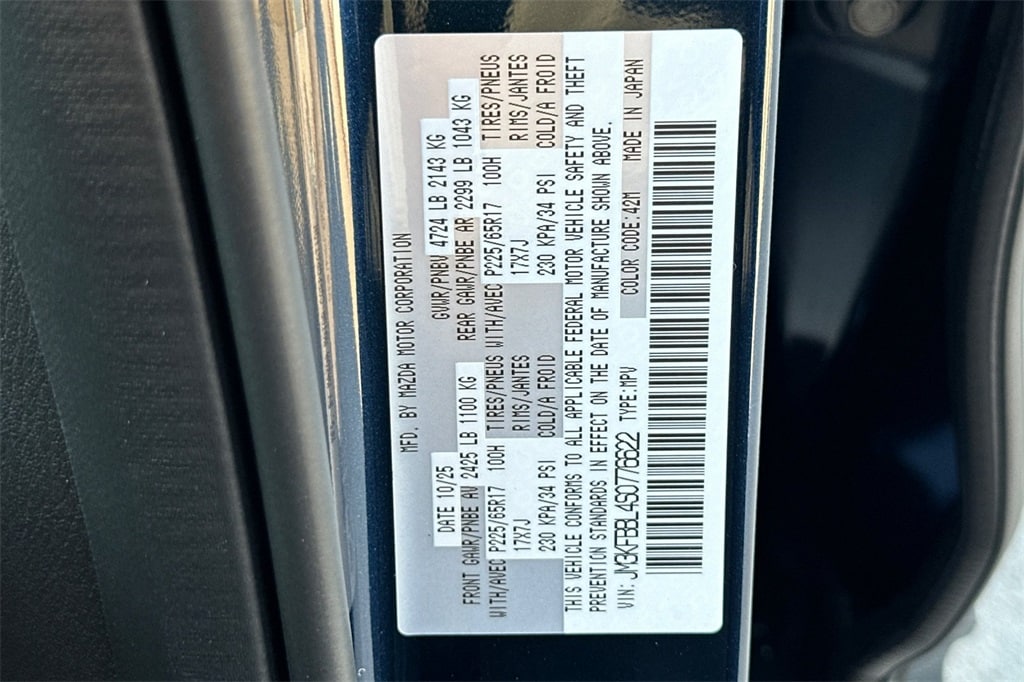 MFD. BY MAZDA MOTOR CORPORATION
DATE 10/25 GVWR/PNBV 4724 LB 2143 KG
FRONT GAWR/PNBE AV 2425 LB 1100 KG REAR GAWR/PNBE AR 2299 LB 1043 KG
WITH/AVEC P225/65R17 100H TIRES/PNEUS WITH/AVEC P225/65R17 100H TIRES/PNEUS
17X7J RIMS/JANTES 17X7J RIMS/JANTES
230 KPA/34 PSI COLD/A FROID 230 KPA/34 PSI COLD/A FROID
THIS VEHICLE CONFORMS TO ALL APPLICABLE FEDERAL MOTOR VEHICLE SAFETY AND THEFT
PREVENTION STANDARDS IN EFFECT ON THE DATE OF MANUFACTURE SHOWN ABOVE.
VIN: JM3KFBBL4S0776622 TYPE:MPV COLOR CODE:42M MADE IN JAPAN